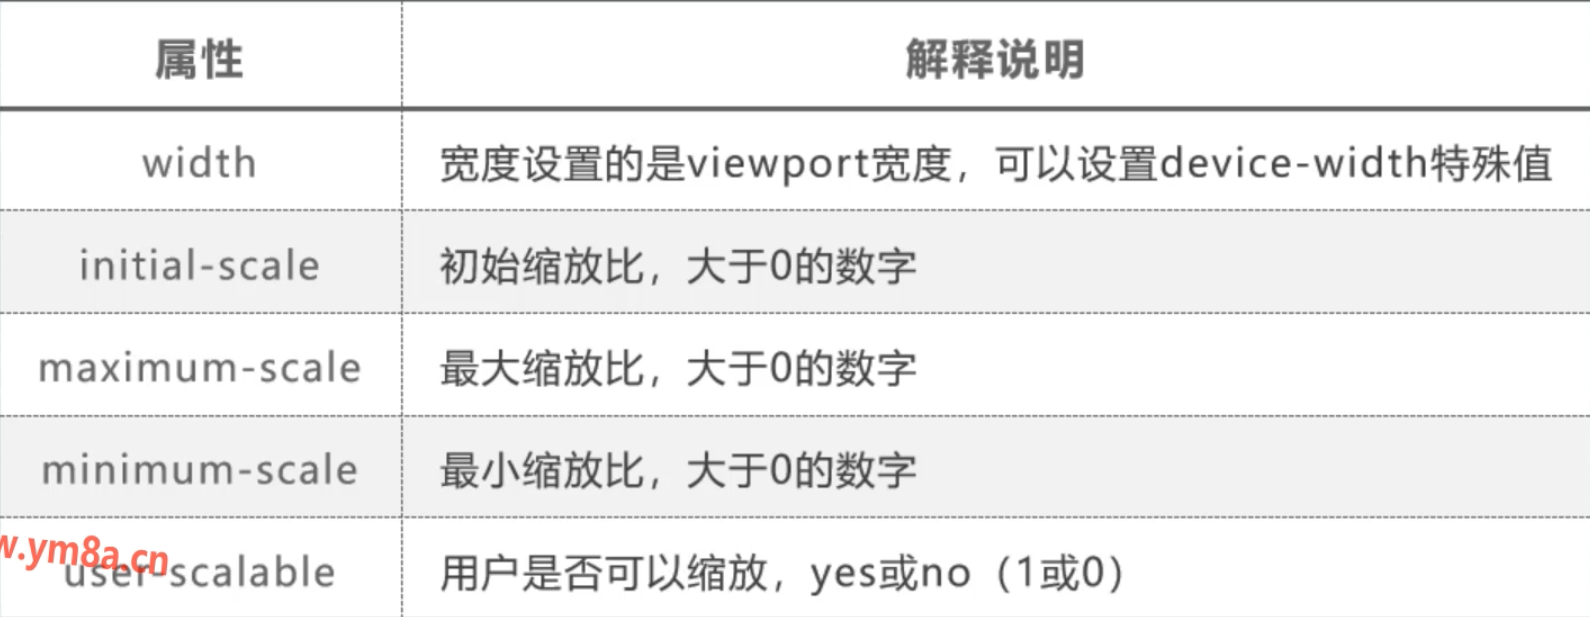 属性 解释说明
width 宽度设置的是viewport宽度，可以设置device-width特殊值
initial-scale 初始缩放比，大于0的数字
maximum-scale 最大缩放比，大于0的数字
minimum-scale 最小缩放比，大于0的数字
w.ym8a.cn
user-scalable 用户是否可以缩放，yes或no（1或0）